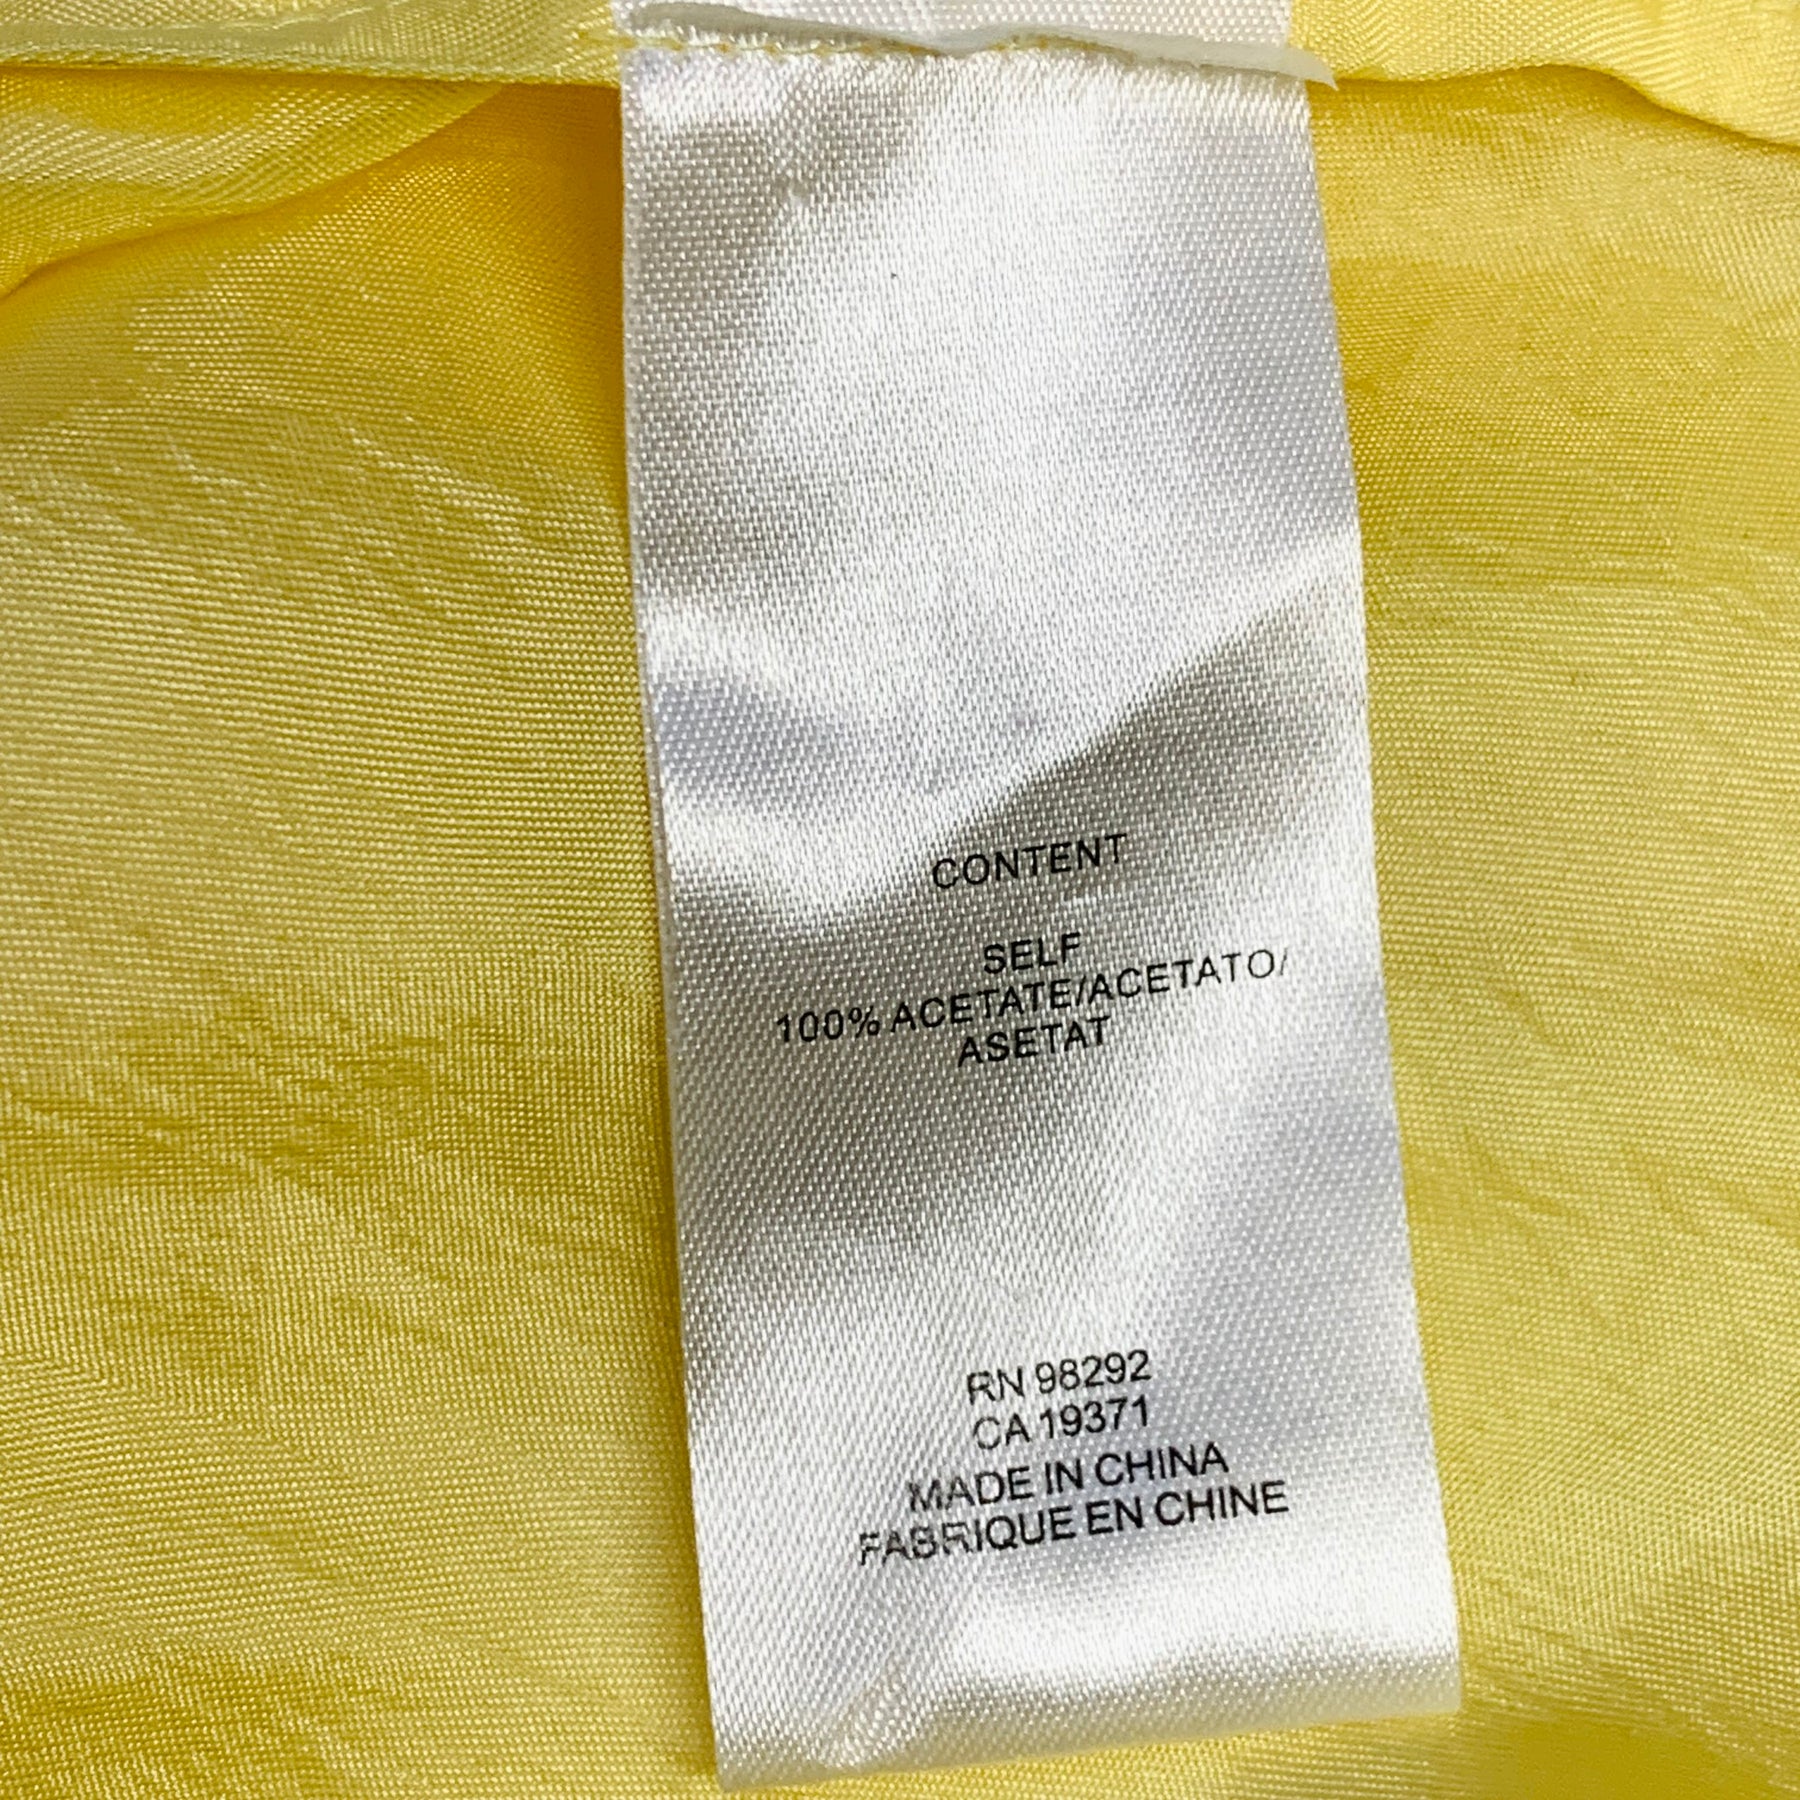 CONTENT
SELF
100% ACETATE/ACETATO/
ASETAT
RN 98292
CA 19371
MADE IN CHINA
FABRIQUE EN CHINE